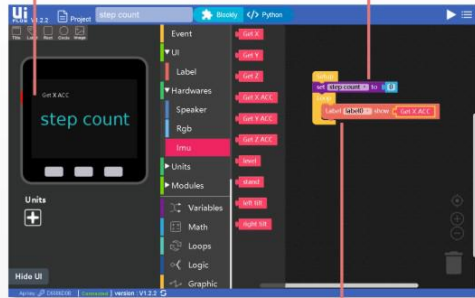 Ui
FLOW V1.2.2
Project
step count
Blockly
</> Python
Title Label Rect Circle Image
Get X ACC
step count
Units
Hide UI
Event
UI
Label
Hardwares
Speaker
Rgb
Imu
Units
Modules
Variables
Math
Loops
Logic
Graphic
Get X
Get Y
Get Z
Get X ACC
Get Y ACC
Get Z ACC
level
stand
left tilt
right tilt
Setup
set step count to 0
Loop
Label label0 show Get X ACC
Connected | version : V1.2.2